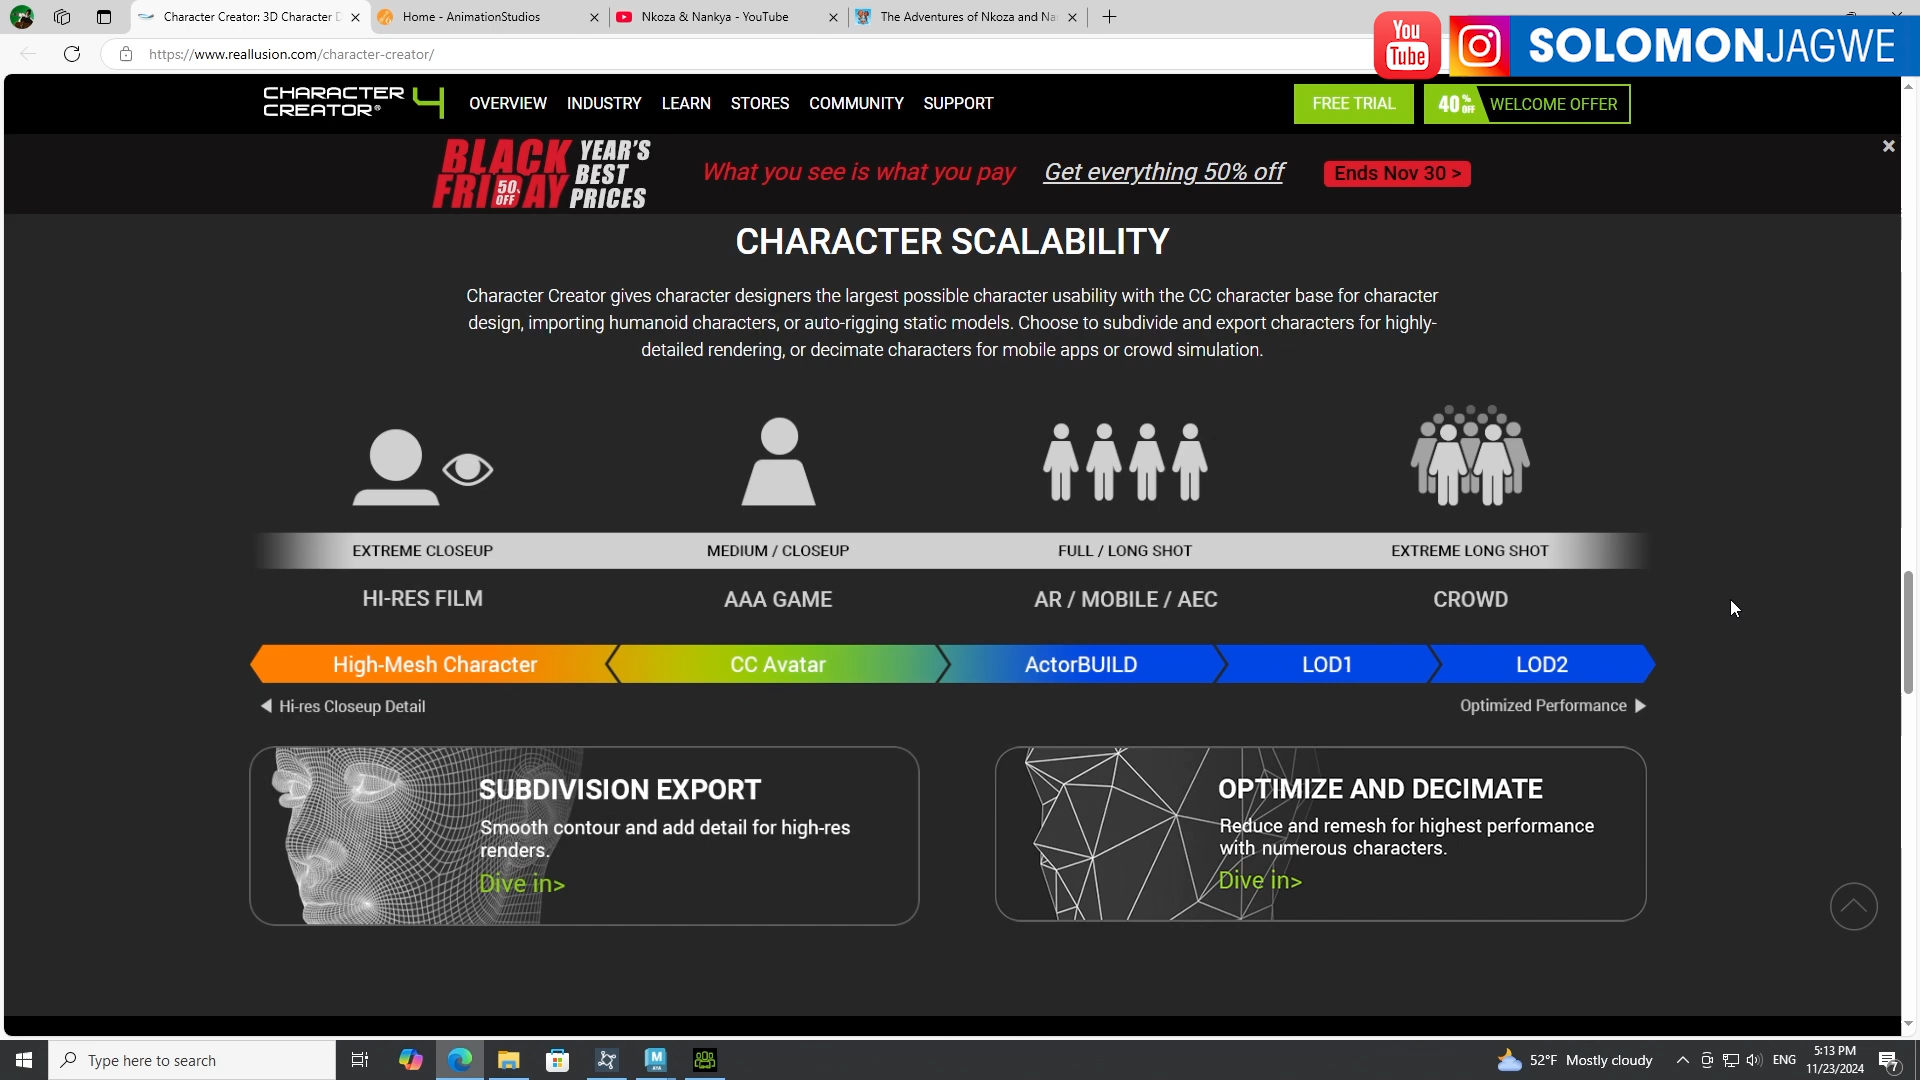 Character Creator: 3D Character D
Home - AnimationStudios
Nkoza & Nankya - YouTube
The Adventures of Nkoza and Na
https://www.reallusion.com/character-creator/
You
Tube
SOLOMONJAGWE
CHARACTER
CREATOR® 4
OVERVIEW
INDUSTRY
LEARN
STORES
COMMUNITY
SUPPORT
FREE TRIAL
40% OFF WELCOME OFFER
BLACK FRIDAY 50% OFF
YEAR'S BEST PRICES
What you see is what you pay
Get everything 50% off
Ends Nov 30 >
CHARACTER SCALABILITY
Character Creator gives character designers the largest possible character usability with the CC character base for character
design, importing humanoid characters, or auto-rigging static models. Choose to subdivide and export characters for highly-
detailed rendering, or decimate characters for mobile apps or crowd simulation.
EXTREME CLOSEUP
MEDIUM / CLOSEUP
FULL / LONG SHOT
EXTREME LONG SHOT
HI-RES FILM
AAA GAME
AR / MOBILE / AEC
CROWD
High-Mesh Character
CC Avatar
ActorBUILD
LOD1
LOD2
Hi-res Closeup Detail
Optimized Performance
SUBDIVISION EXPORT
Smooth contour and add detail for high-res
renders.
Dive in>
OPTIMIZE AND DECIMATE
Reduce and remesh for highest performance
with numerous characters.
Dive in>
Type here to search
52°F Mostly cloudy
ENG
5:13 PM
11/23/2024
7